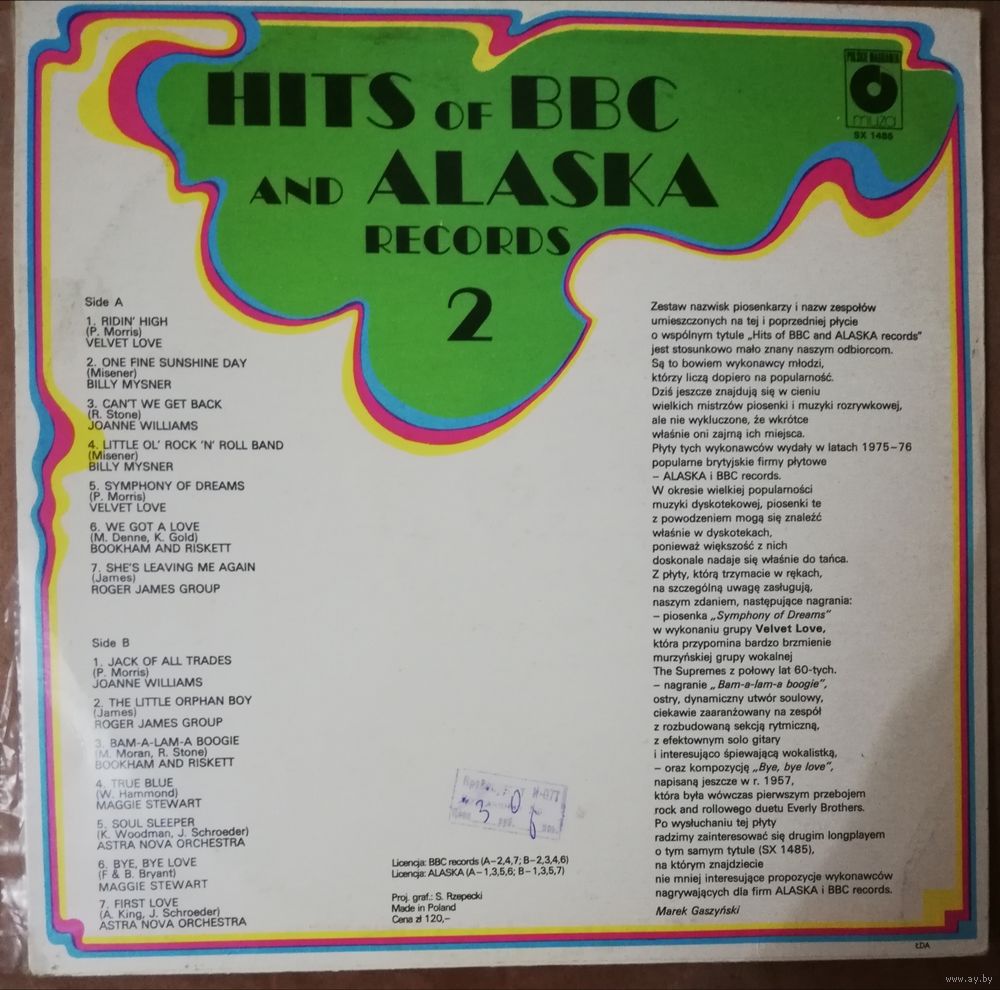 HITS OF BBC
AND ALASKA
RECORDS
2
POLSKIE NAGRANIA
muza
SX 1485
Side A
1. RIDIN' HIGH
(P. Morris)
VELVET LOVE
2. ONE FINE SUNSHINE DAY
(Misener)
BILLY MYSNER
3. CAN'T WE GET BACK
(R. Stone)
JOANNE WILLIAMS
4. LITTLE OL' ROCK 'N' ROLL BAND
(Misener)
BILLY MYSNER
5. SYMPHONY OF DREAMS
(P. Morris)
VELVET LOVE
6. WE GOT A LOVE
(M. Denne, K. Gold)
BOOKHAM AND RISKETT
7. SHE'S LEAVING ME AGAIN
(James)
ROGER JAMES GROUP
Side B
1. JACK OF ALL TRADES
(P. Morris)
JOANNE WILLIAMS
2. THE LITTLE ORPHAN BOY
(James)
ROGER JAMES GROUP
3. BAM-A-LAM-A BOOGIE
(M. Moran, R. Stone)
BOOKHAM AND RISKETT
4. TRUE BLUE
(W. Hammond)
MAGGIE STEWART
5. SOUL SLEEPER
(K. Woodman, J. Schroeder)
ASTRA NOVA ORCHESTRA
6. BYE, BYE LOVE
(F & B. Bryant)
MAGGIE STEWART
7. FIRST LOVE
(A. King, J. Schroeder)
ASTRA NOVA ORCHESTRA
Licencja: BBC records (A–2,4,7; B–2,3,4,6)
Licencja: ALASKA (A–1,3,5,6; B–1,3,5,7)
Proj. graf.: S. Rzepecki
Made in Poland
Cena zł 120,–
Zestaw nazwisk piosenkarzy i nazw zespołów
umieszczonych na tej i poprzedniej płycie
o wspólnym tytule „Hits of BBC and ALASKA records"
jest stosunkowo mało znany naszym odbiorcom.
Są to bowiem wykonawcy młodzi,
którzy liczą dopiero na popularność.
Dziś jeszcze znajdują się w cieniu
wielkich mistrzów piosenki i muzyki rozrywkowej,
ale nie wykluczone, że wkrótce
właśnie oni zajmą ich miejsca.
Płyty tych wykonawców wydały w latach 1975–76
popularne brytyjskie firmy płytowe
– ALASKA i BBC records.
W okresie wielkiej popularności
muzyki dyskotekowej, piosenki te
z powodzeniem mogą się znaleźć
właśnie w dyskotekach,
ponieważ większość z nich
doskonale nadaje się właśnie do tańca.
Z płyty, którą trzymacie w rękach,
na szczególną uwagę zasługują,
naszym zdaniem, następujące nagrania:
– piosenka „Symphony of Dreams"
w wykonaniu grupy Velvet Love,
która przypomina bardzo brzmienie
murzyńskiej grupy wokalnej
The Supremes z połowy lat 60-tych.
– nagranie „Bam-a-lam-a boogie",
ostry, dynamiczny utwór soulowy,
ciekawie zaaranżowany na zespół
z rozbudowaną sekcją rytmiczną,
z efektownym solo gitary
i interesująco śpiewającą wokalistką,
– oraz kompozycję „Bye, bye love",
napisaną jeszcze w r. 1957,
która była wówczas pierwszym przebojem
rock and rollowego duetu Everly Brothers.
Po wysłuchaniu tej płyty
radzimy zainteresować się drugim longplayem
o tym samym tytule (SX 1485),
na którym znajdziecie
nie mniej interesujące propozycje wykonawców
nagrywających dla firm ALASKA i BBC records.
Marek Gaszyński
ŁDA
www.ay.by